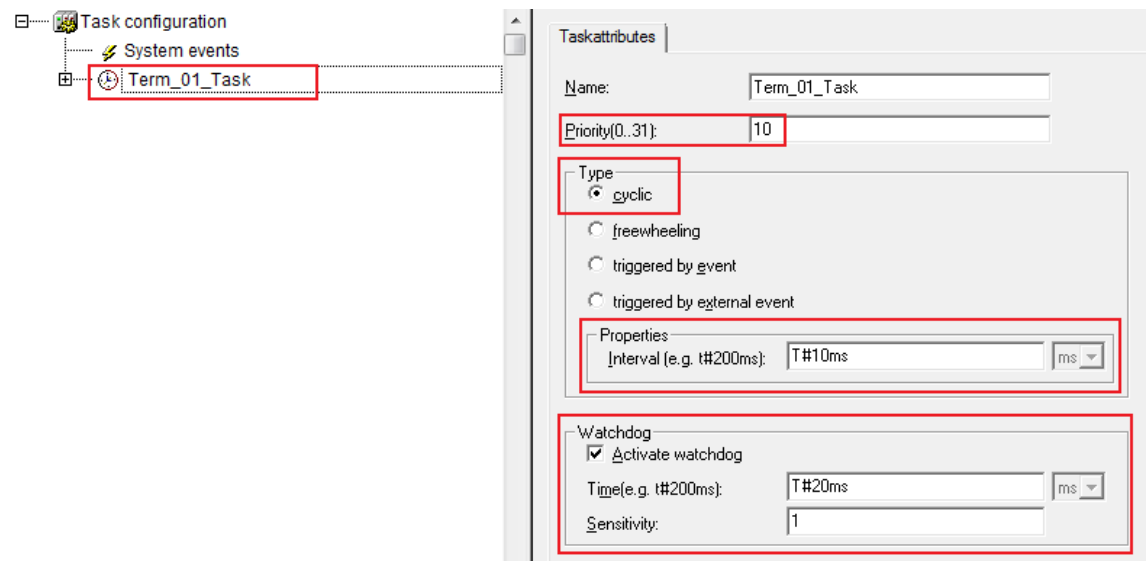 Task configuration
System events
Term_01_Task
Taskattributes
Name: Term_01_Task
Priority(0..31): 10
Type
cyclic
freewheeling
triggered by event
triggered by external event
Properties
Interval (e.g. t#200ms): T#10ms ms
Watchdog
Activate watchdog
Time(e.g. t#200ms): T#20ms ms
Sensitivity: 1